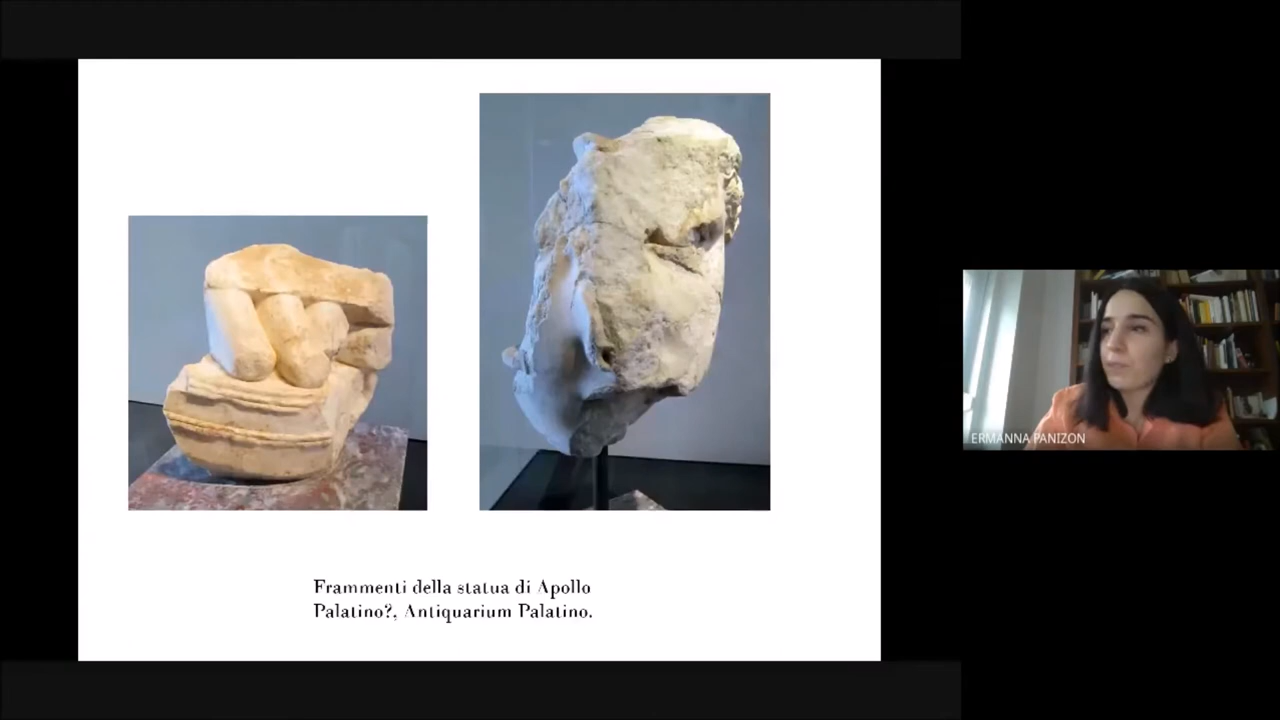 Frammenti della statua di Apollo
Palatino?, Antiquarium Palatino.
ERMANNA PANIZON